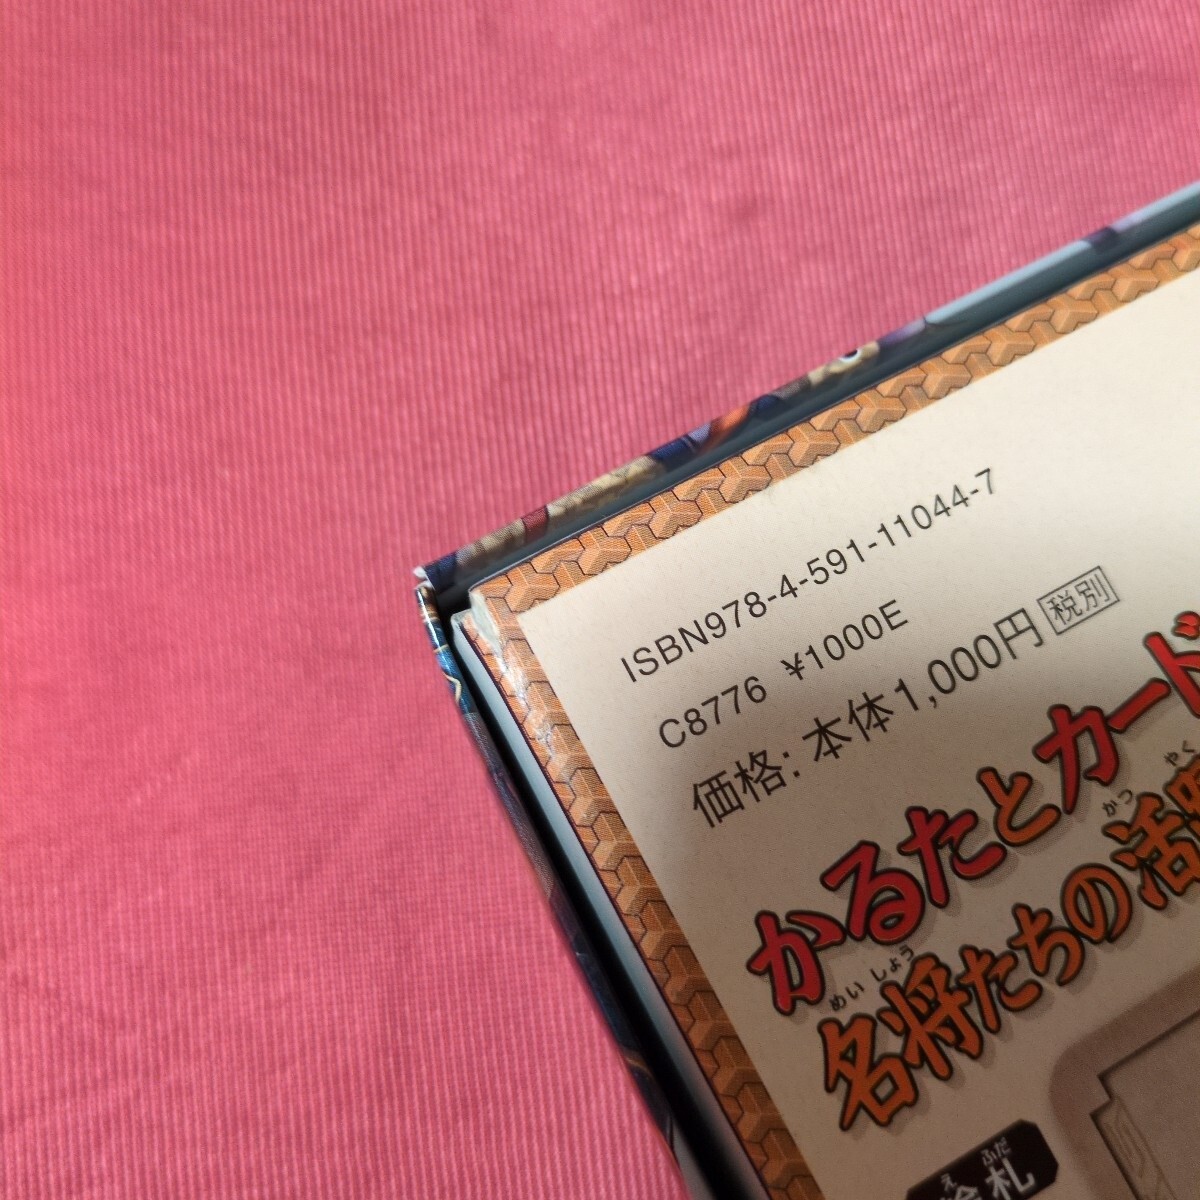 ISBN978-4-591-11044-7
C8776 ¥1000E
価格: 本体1,000円 税別
かるたとカード
かつ やく
名将たちの活
めい しょう
え ふだ
絵札